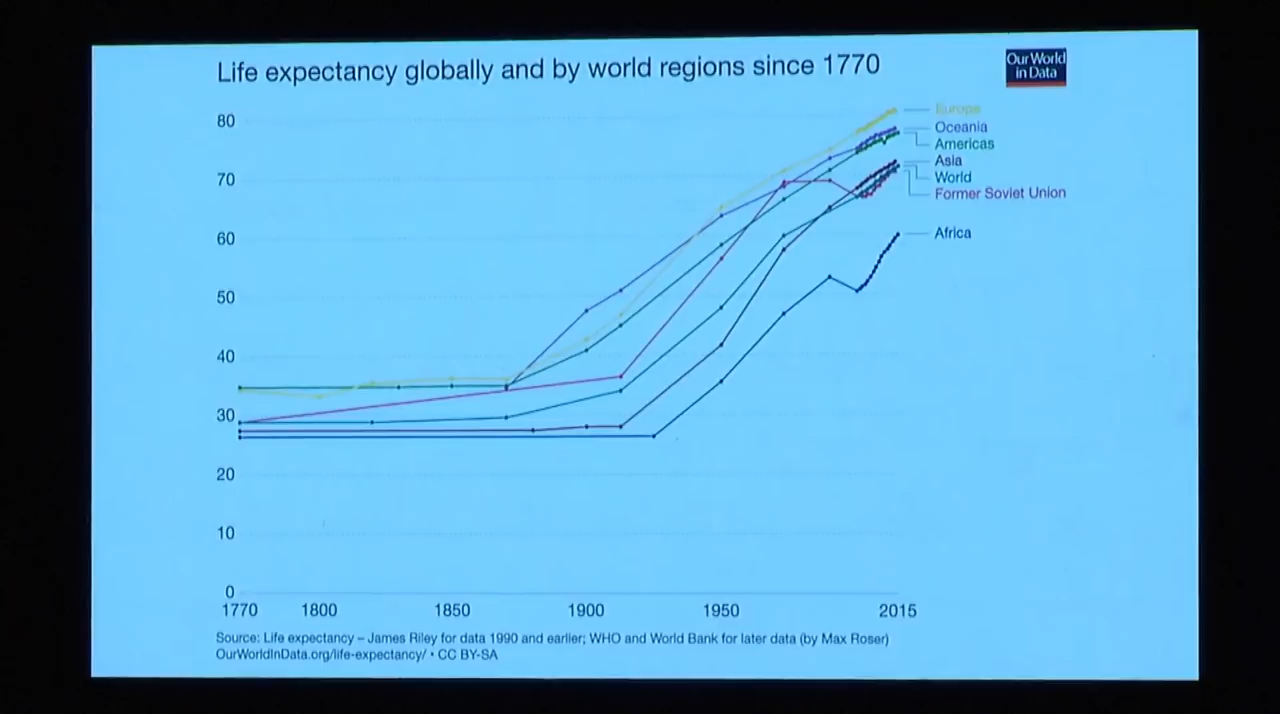 Life expectancy globally and by world regions since 1770
Our World
in Data
80
70
60
50
40
30
20
10
0
Europe
Oceania
Americas
Asia
World
Former Soviet Union
Africa
1770 1800 1850 1900 1950 2015
Source: Life expectancy – James Riley for data 1990 and earlier; WHO and World Bank for later data (by Max Roser)
OurWorldInData.org/life-expectancy/ • CC BY-SA